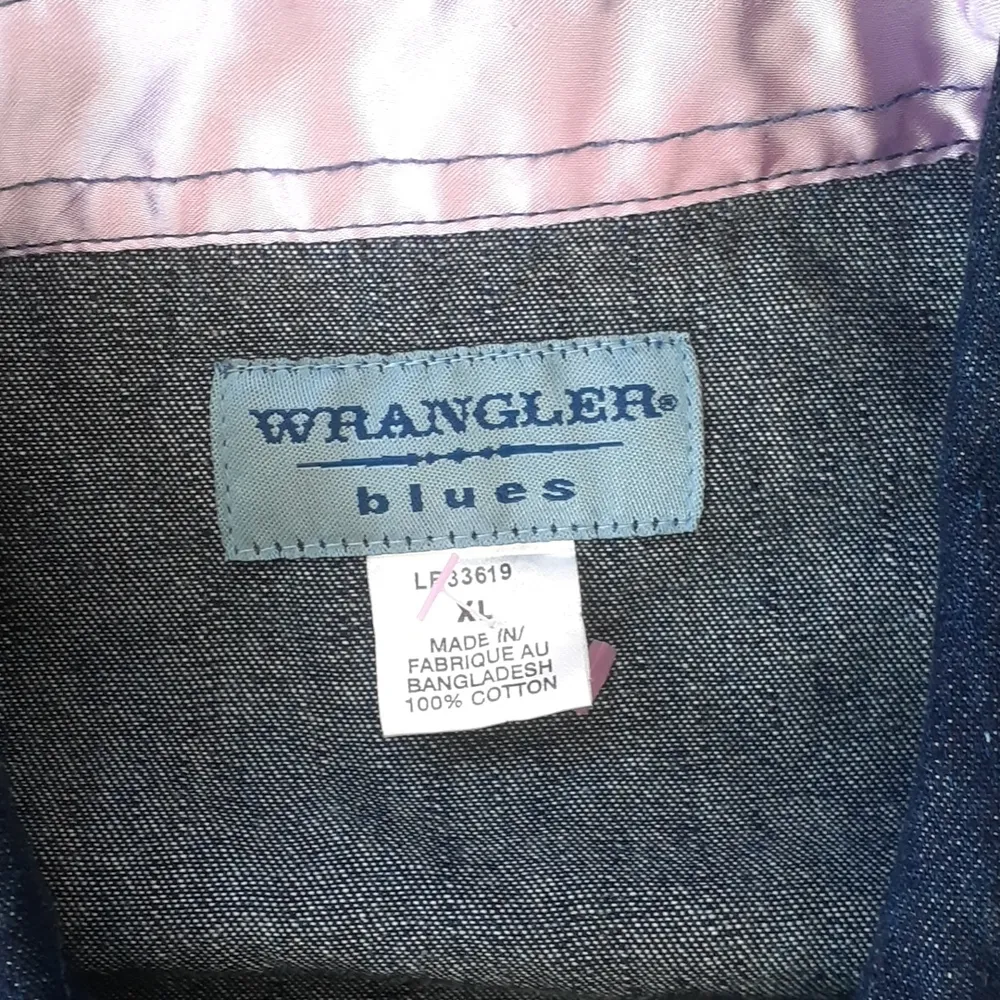 WRANGLER®
blues
33619
XL
MADE IN/
FABRIQUE AU
BANGLADESH
100% COTTON